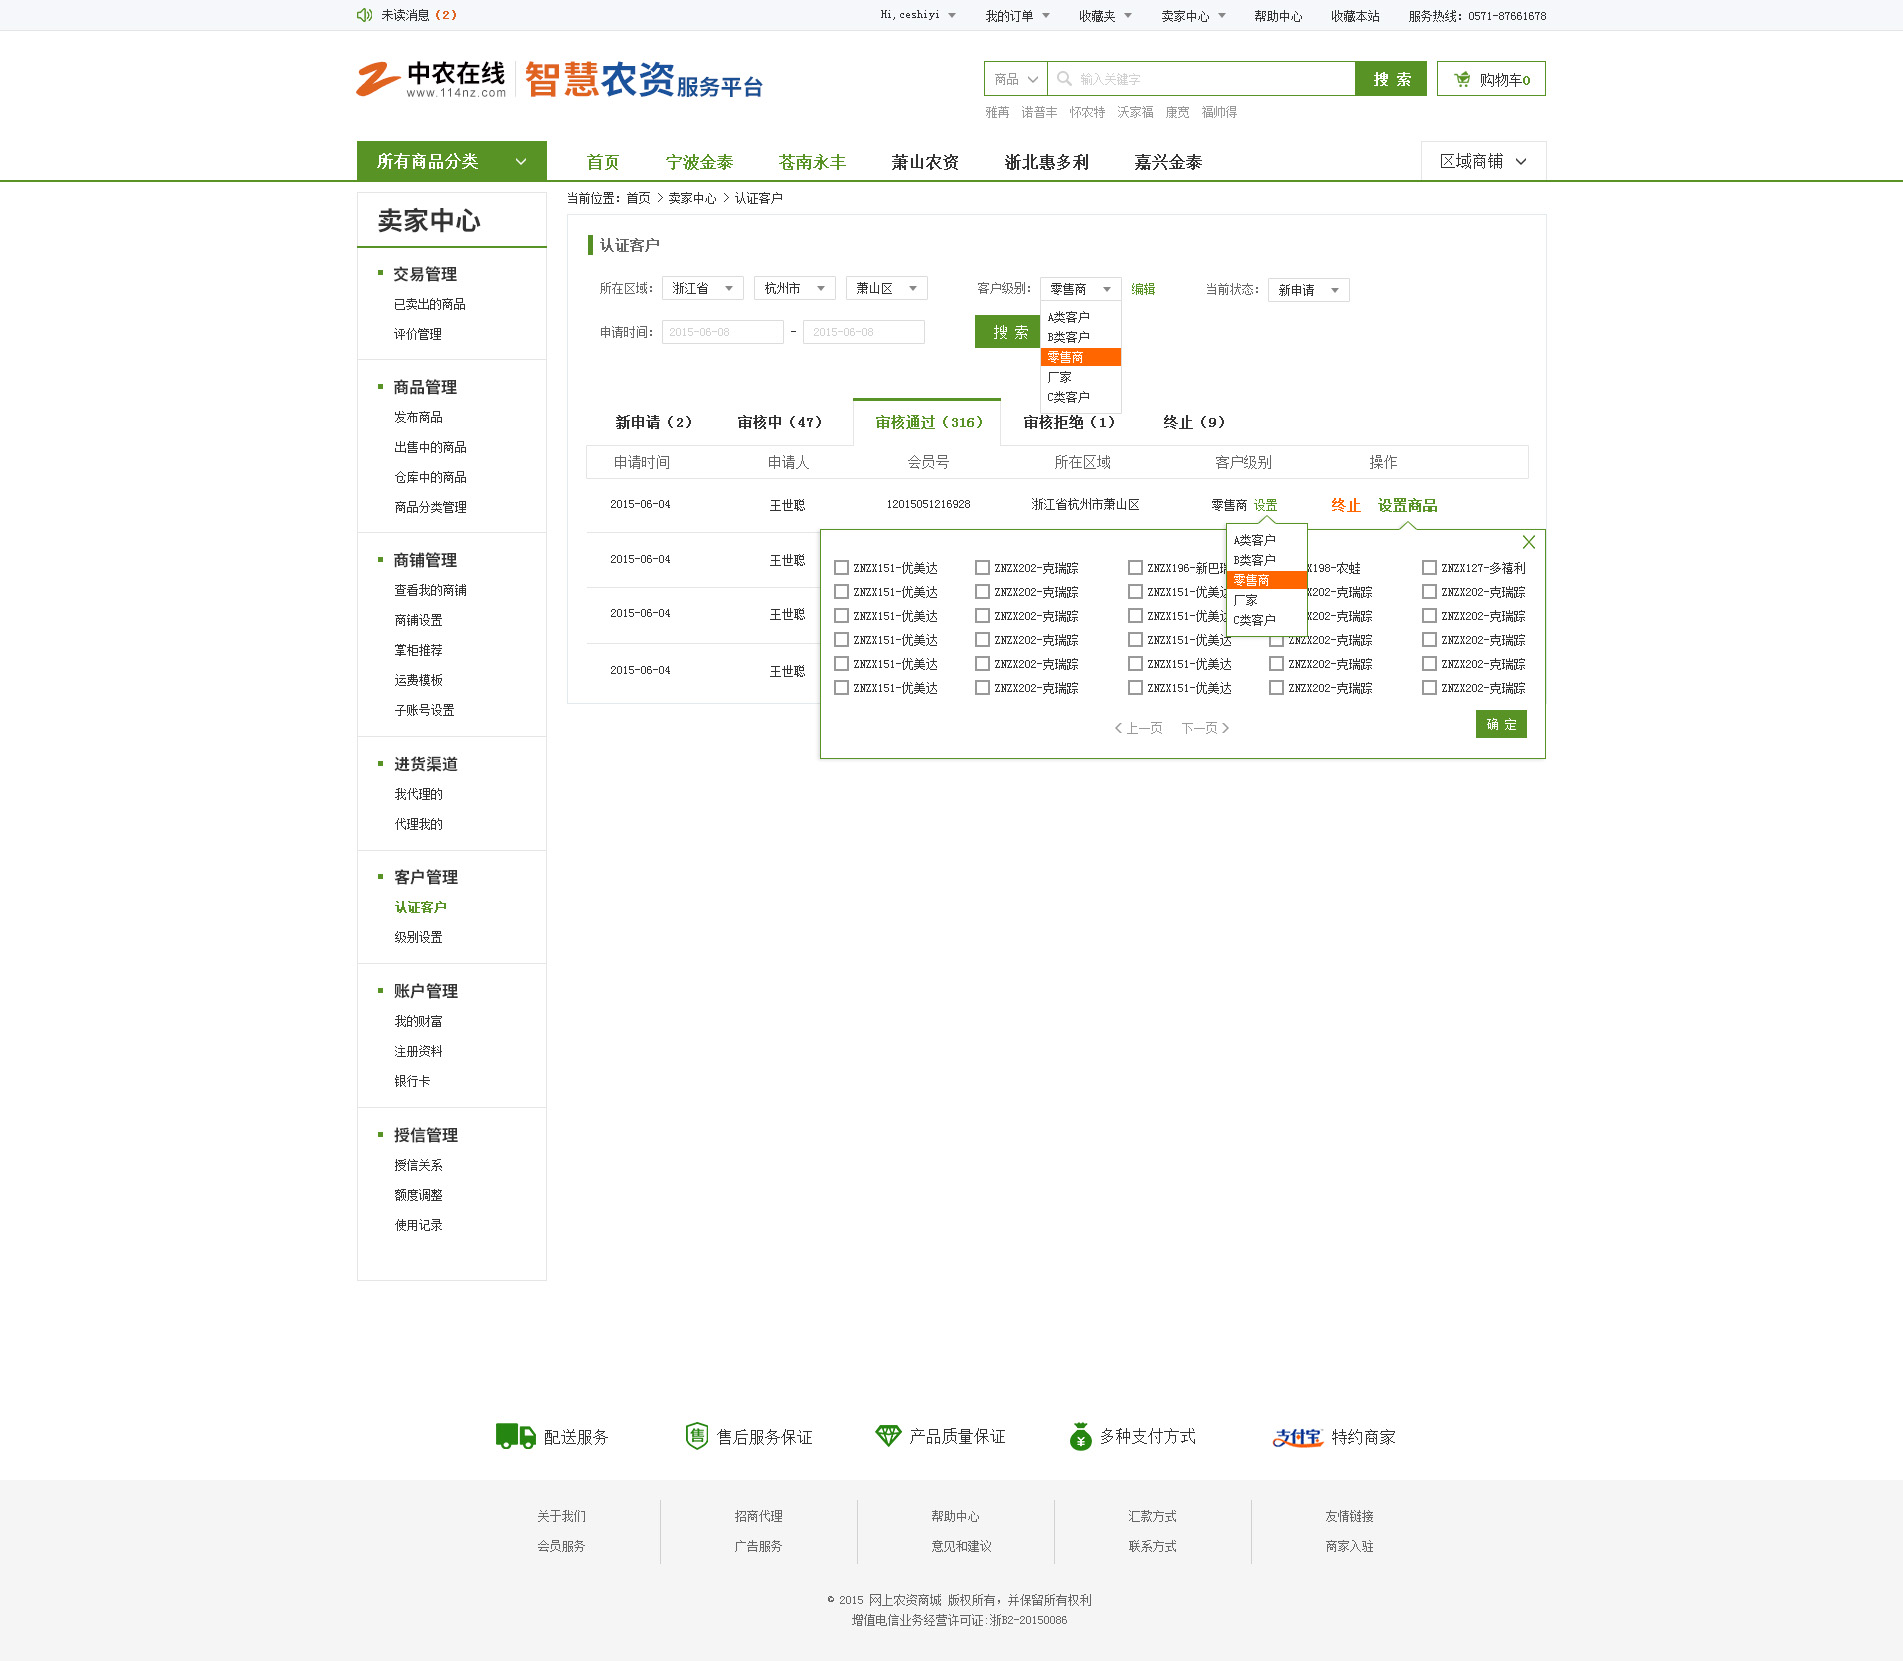 未读消息（2）
Hi,ceshiyi 我的订单 收藏夹 卖家中心 帮助中心 收藏本站 服务热线：0571-87661678
中农在线 www.114nz.com 智慧农资服务平台
商品 输入关键字 搜 索 购物车0
雅苒 诺普丰 怀农特 沃家福 康宽 福帅得
所有商品分类 首页 宁波金泰 苍南永丰 萧山农资 浙北惠多利 嘉兴金泰 区域商铺
当前位置：首页 > 卖家中心 > 认证客户
卖家中心
交易管理
已卖出的商品
评价管理
商品管理
发布商品
出售中的商品
仓库中的商品
商品分类管理
商铺管理
查看我的商铺
商铺设置
掌柜推荐
运费模板
子账号设置
进货渠道
我代理的
代理我的
客户管理
认证客户
级别设置
账户管理
我的财富
注册资料
银行卡
授信管理
授信关系
额度调整
使用记录
认证客户
所在区域： 浙江省 杭州市 萧山区 客户级别： 零售商 编辑 当前状态： 新申请
申请时间： 2015-06-08 - 2015-06-08 搜 索
A类客户
B类客户
零售商
厂家
C类客户
新申请（2） 审核中（47） 审核通过（316） 审核拒绝（1） 终止（9）
申请时间 申请人 会员号 所在区域 客户级别 操作
2015-06-04 王世聪 12015051216928 浙江省杭州市萧山区 零售商 设置 终止 设置商品
2015-06-04 王世聪
2015-06-04 王世聪
2015-06-04 王世聪
A类客户
B类客户
零售商
厂家
C类客户
ZNZX151-优美达 ZNZX202-克瑞踪 ZNZX196-新巴 X198-农蛙 ZNZX127-多禧利
ZNZX151-优美达 ZNZX202-克瑞踪 ZNZX151-优美达 X202-克瑞踪 ZNZX202-克瑞踪
ZNZX151-优美达 ZNZX202-克瑞踪 ZNZX151-优美达 X202-克瑞踪 ZNZX202-克瑞踪
ZNZX151-优美达 ZNZX202-克瑞踪 ZNZX151-优美达 ZNZX202-克瑞踪 ZNZX202-克瑞踪
ZNZX151-优美达 ZNZX202-克瑞踪 ZNZX151-优美达 ZNZX202-克瑞踪 ZNZX202-克瑞踪
ZNZX151-优美达 ZNZX202-克瑞踪 ZNZX151-优美达 ZNZX202-克瑞踪 ZNZX202-克瑞踪
上一页 下一页 确 定
配送服务 售 售后服务保证 产品质量保证 ¥ 多种支付方式 支付宝 特约商家
关于我们 招商代理 帮助中心 汇款方式 友情链接
会员服务 广告服务 意见和建议 联系方式 商家入驻
© 2015 网上农资商城 版权所有，并保留所有权利
增值电信业务经营许可证:浙B2-20150086